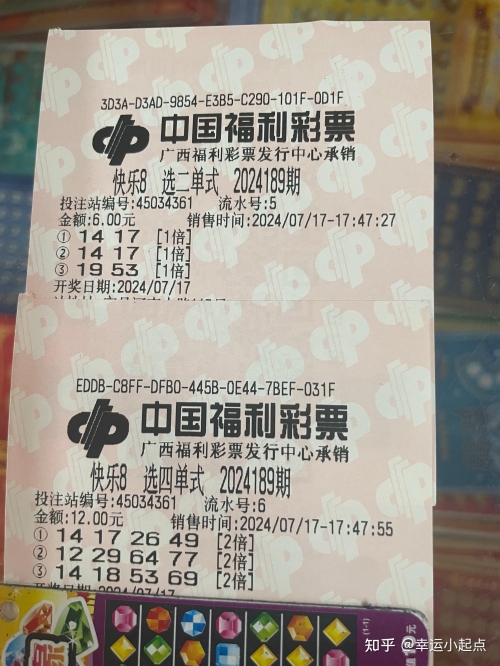 3D3A-D3AD-9854-E3B5-C290-101F-0D1F
中国福利彩票
广西福利彩票发行中心承销
快乐8 选二单式 2024189期
投注站编号:45034361 流水号:5
金额:6.00元 销售时间:2024/07/17-17:47:27
① 14 17 [1倍]
② 14 17 [1倍]
③ 19 53 [1倍]
开奖日期:2024/07/17
EDDB-C8FF-DFB0-445B-0E44-7BEF-031F
中国福利彩票
广西福利彩票发行中心承销
快乐8 选四单式 2024189期
投注站编号:45034361 流水号:6
金额:12.00元 销售时间:2024/07/17-17:47:55
① 14 17 26 49 [2倍]
② 12 29 64 77 [2倍]
③ 14 18 53 69 [2倍]
开奖日期:2024/07/17
知乎 @幸运小起点